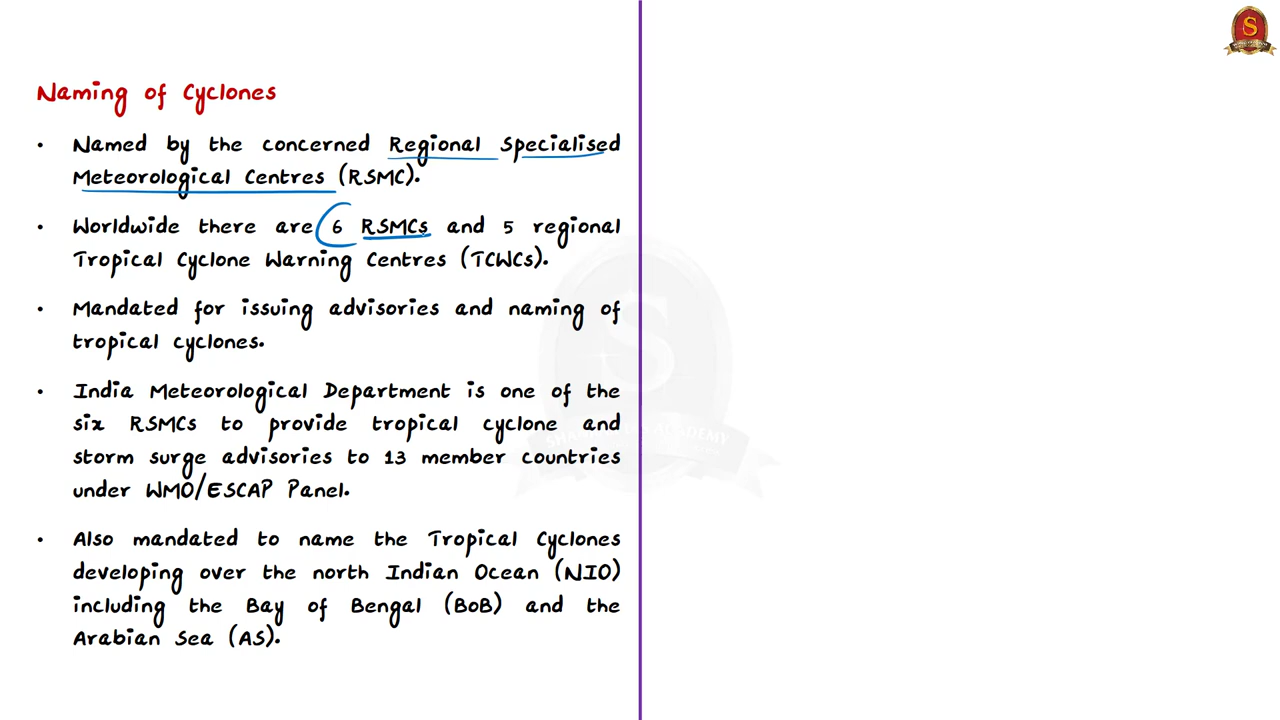 Naming of Cyclones
• Named by the concerned Regional Specialised
Meteorological Centres (RSMC).
• Worldwide there are 6 RSMCs and 5 regional
Tropical Cyclone Warning Centres (TCWCs).
• Mandated for issuing advisories and naming of
tropical cyclones.
• India Meteorological Department is one of the
six RSMCs to provide tropical cyclone and
storm surge advisories to 13 member countries
under WMO/ESCAP Panel.
• Also mandated to name the Tropical Cyclones
developing over the north Indian Ocean (NIO)
including the Bay of Bengal (BoB) and the
Arabian Sea (AS).
S